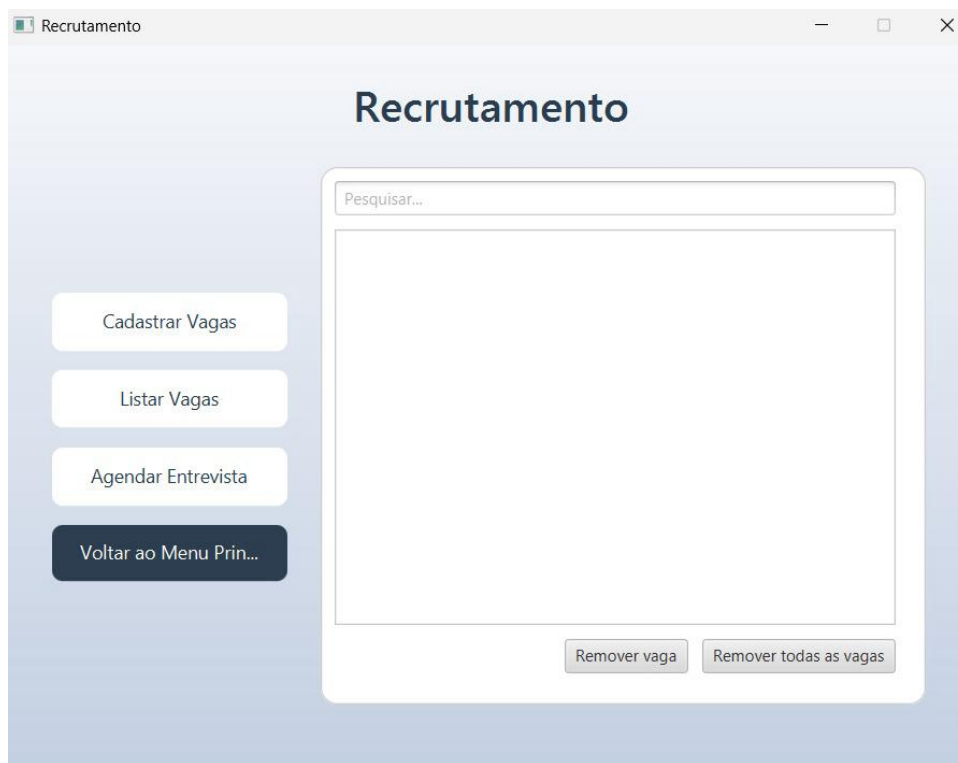 Recrutamento
Recrutamento
Pesquisar...
Cadastrar Vagas
Listar Vagas
Agendar Entrevista
Voltar ao Menu Prin...
Remover vaga
Remover todas as vagas